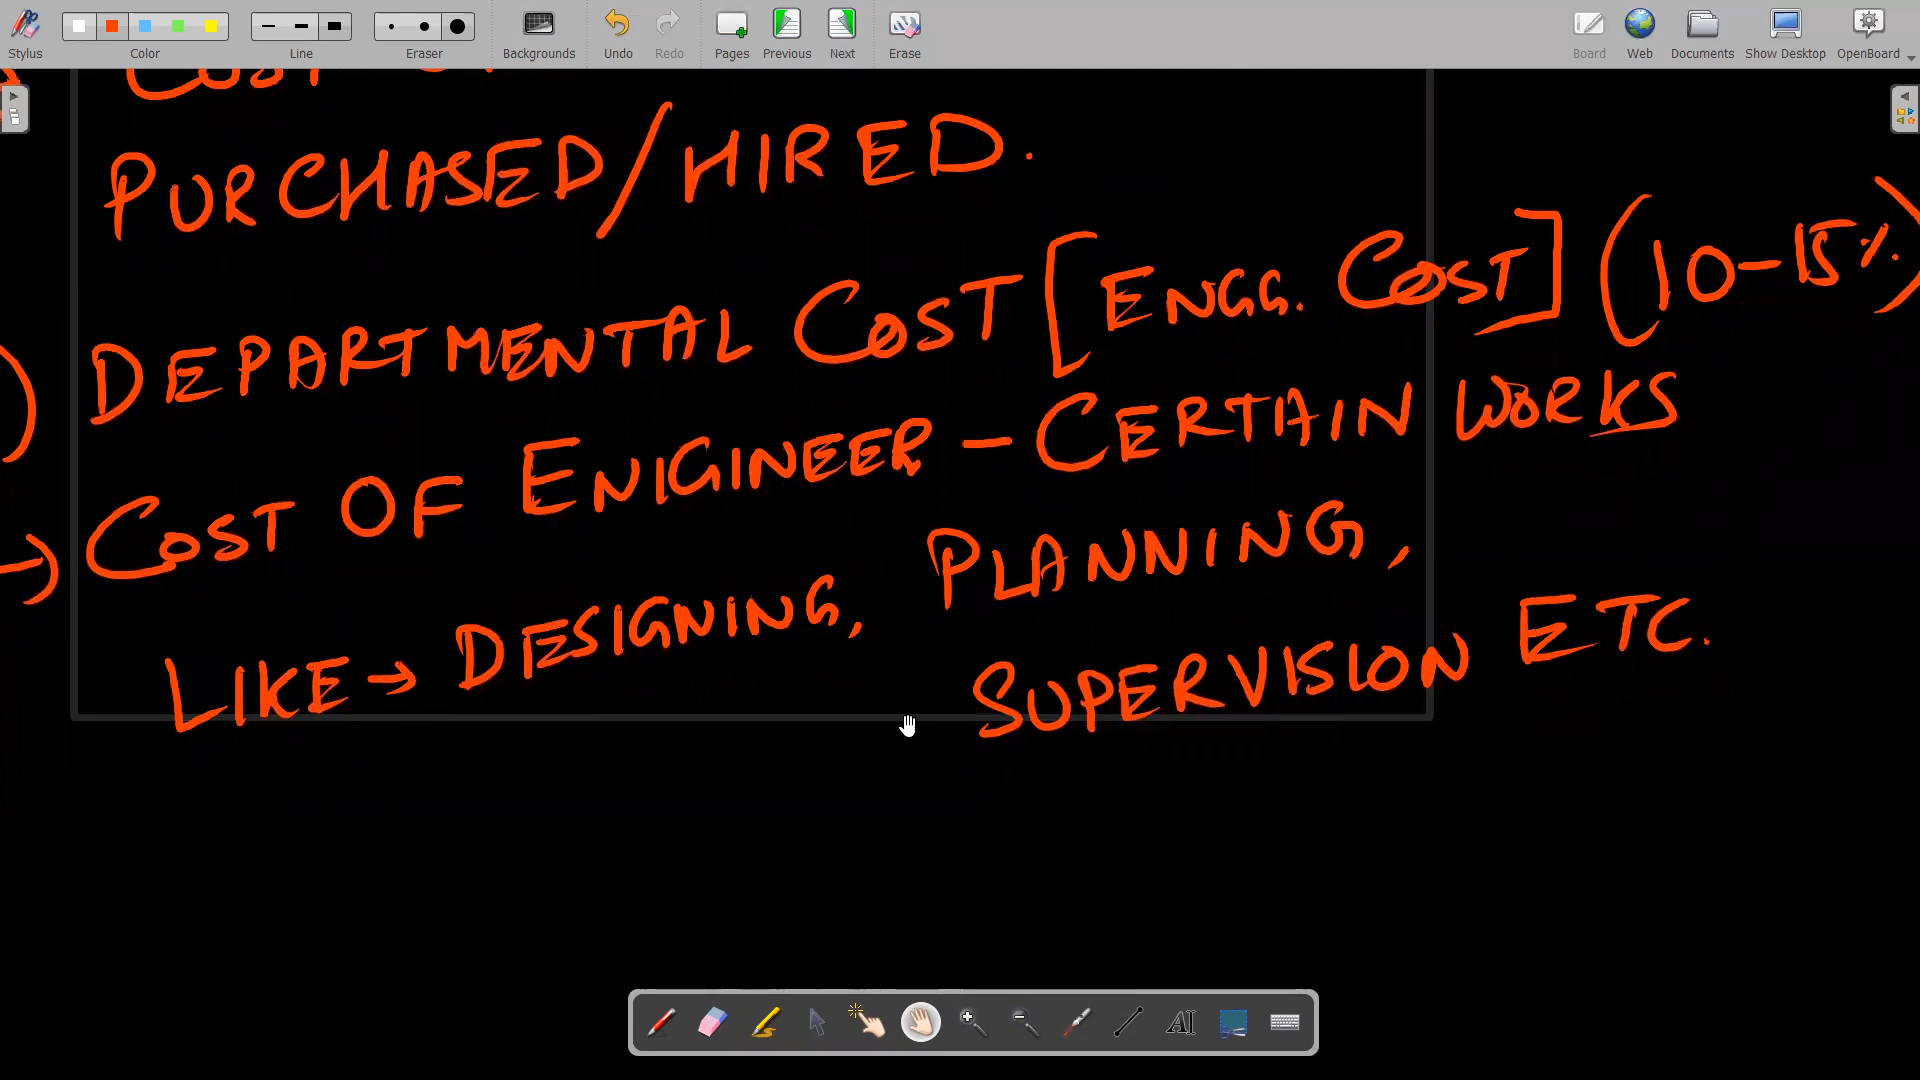 Stylus Color Line Eraser Backgrounds Undo Redo Pages Previous Next Erase Board Web Documents Show Desktop OpenBoard
COST
PURCHASED/HIRED.
) DEPARTMENTAL COST [ENGG. COST] (10-15%)
→) COST OF ENIGINEER - CERTAIN WORKS
LIKE → DESIGNING, PLANNING,
SUPERVISION ETC.